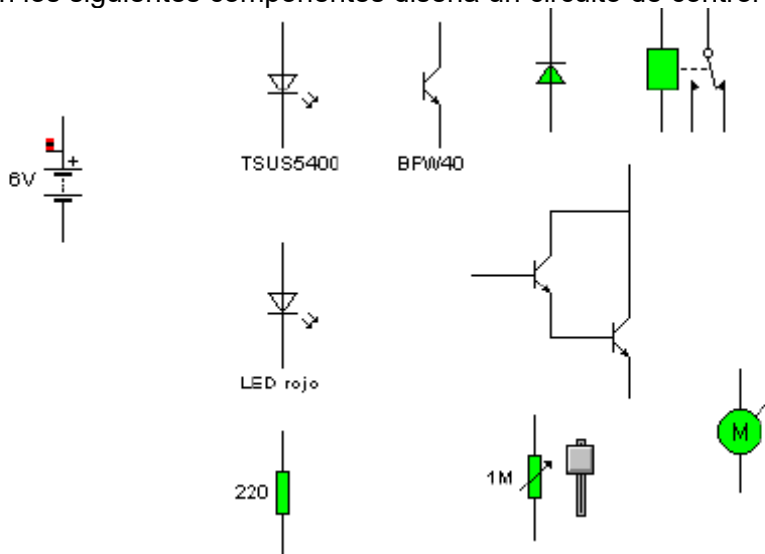 n los siguientes componentes diseña un circuito de control
6V
+
TSUS5400
BPW40
LED rojo
M
1M
220